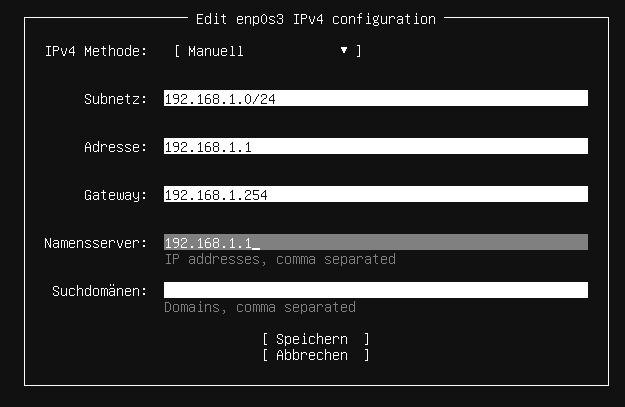 Edit enp0s3 IPv4 configuration
IPv4 Methode: [ Manuell ▾ ]
Subnetz: 192.168.1.0/24
Adresse: 192.168.1.1
Gateway: 192.168.1.254
Namensserver: 192.168.1.1_
IP addresses, comma separated
Suchdomänen:
Domains, comma separated
[ Speichern ]
[ Abbrechen ]